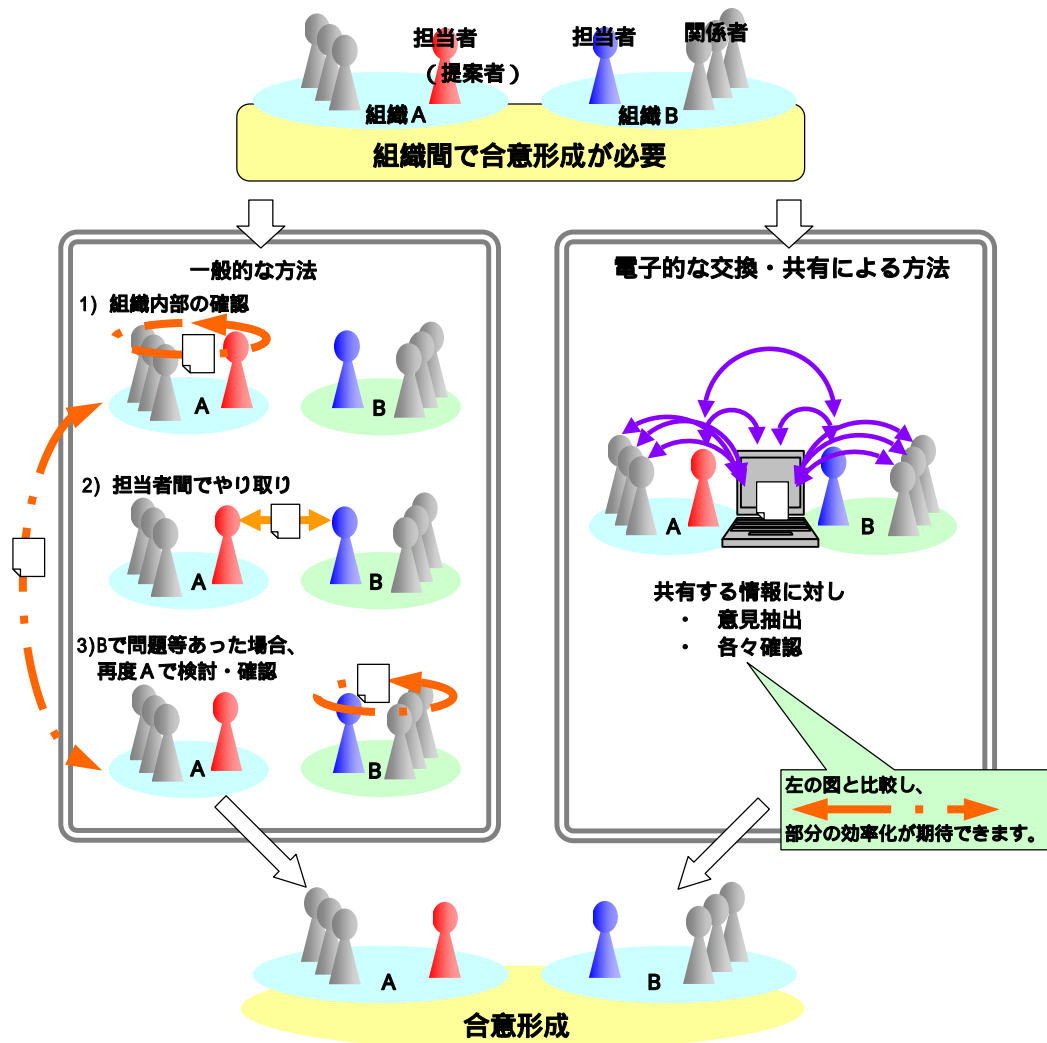 担当者
(提案者)
担当者
関係者
組織A
組織B
組織間で合意形成が必要
一般的な方法
1) 組織内部の確認
A
B
2) 担当者間でやり取り
A
B
3)Bで問題等あった場合、
再度Aで検討・確認
A
B
電子的な交換・共有による方法
A
B
共有する情報に対し
・ 意見抽出
・ 各々確認
左の図と比較し、
部分の効率化が期待できます。
A
B
合意形成